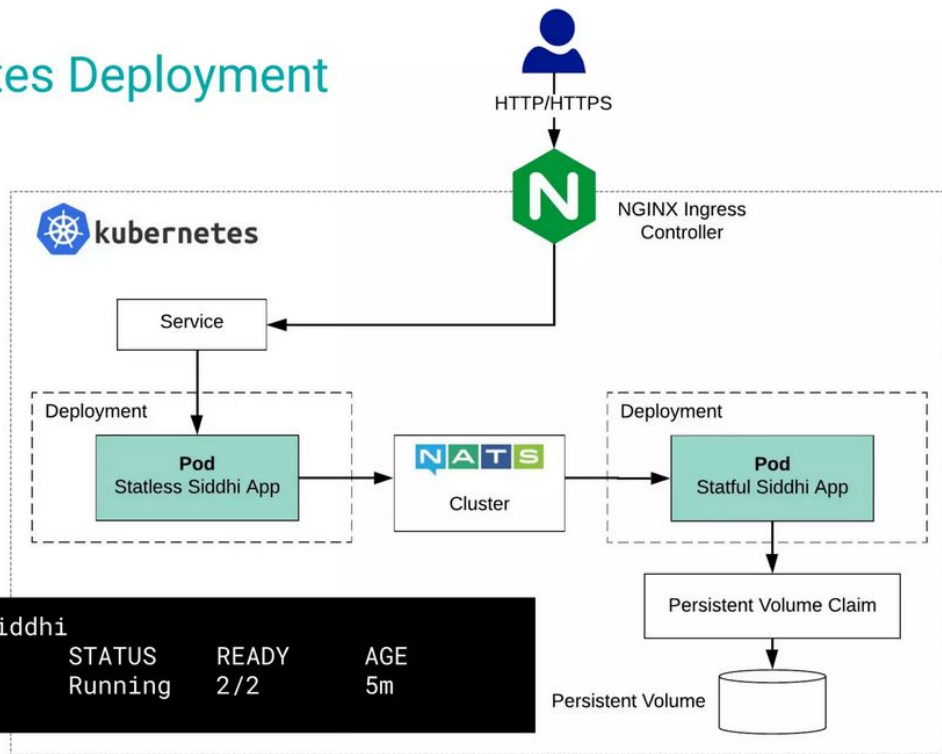 tes Deployment
HTTP/HTTPS
N
NGINX Ingress
Controller
kubernetes
Service
Deployment
Pod
Statless Siddhi App
NATS
Cluster
Deployment
Pod
Statful Siddhi App
Persistent Volume Claim
Persistent Volume
iddhi
STATUS READY AGE
Running 2/2 5m